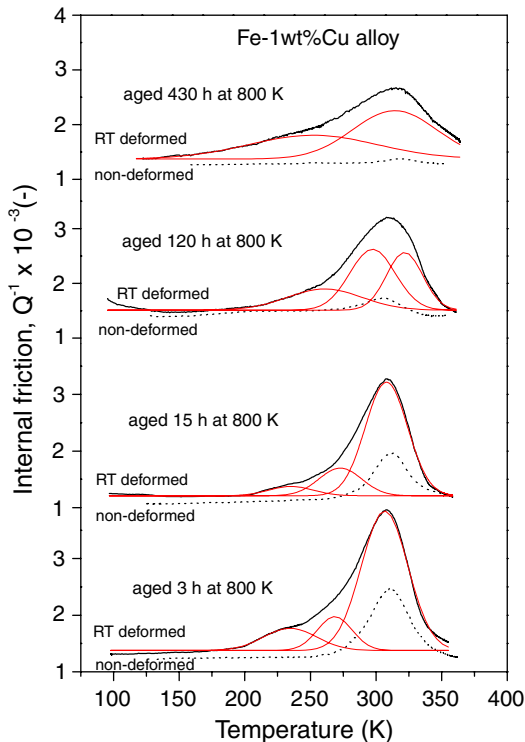 Fe-1wt%Cu alloy
4
aged 430 h at 800 K
3
RT deformed
2
non-deformed
1
aged 120 h at 800 K
3
RT deformed
2
non-deformed
1
aged 15 h at 800 K
3
2
RT deformed
non-deformed
1
aged 3 h at 800 K
3
2
RT deformed
non-deformed
1
Internal friction, Q⁻¹ x 10⁻³(-)
100 150 200 250 300 350 400
Temperature (K)